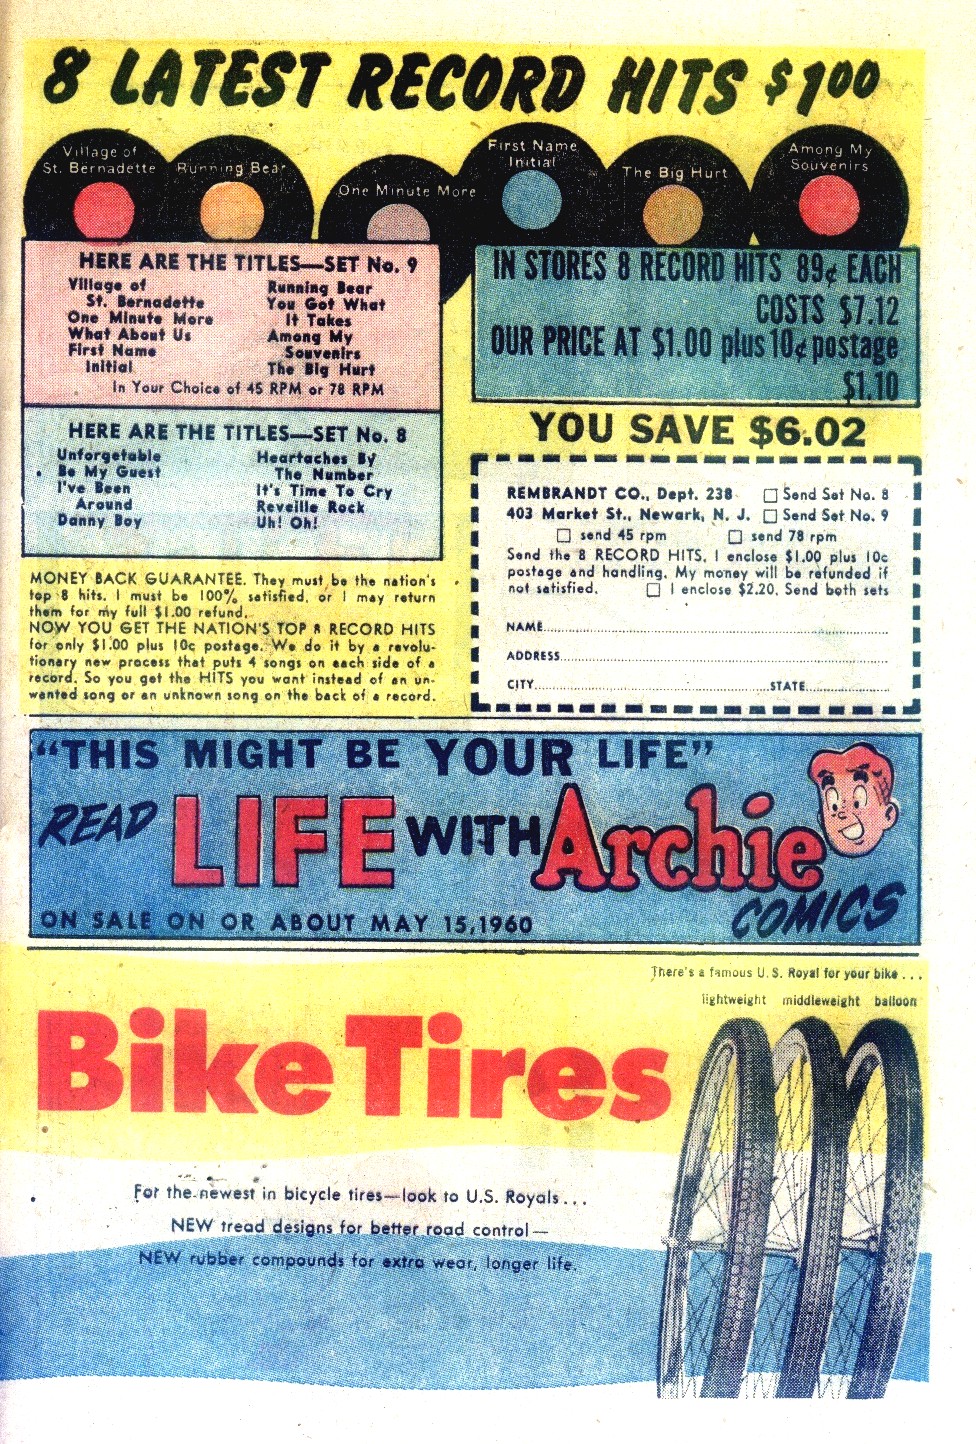 8 LATEST RECORD HITS $100
Village of
St. Bernadette
Running Bear
One Minute More
First Name
Initial
The Big Hurt
Among My
Souvenirs
HERE ARE THE TITLES—SET No. 9
Village of
St. Bernadette
One Minute More
What About Us
First Name
Initial
Running Bear
You Got What
It Takes
Among My
Souvenirs
The Big Hurt
In Your Choice of 45 RPM or 78 RPM
HERE ARE THE TITLES—SET No. 8
Unforgetable
Be My Guest
I've Been
Around
Danny Boy
Heartaches By
The Number
It's Time To Cry
Reveille Rock
Uh! Oh!
MONEY BACK GUARANTEE. They must be the nation's
top 8 hits. I must be 100% satisfied, or I may return
them for my full $1.00 refund.
NOW YOU GET THE NATION'S TOP 8 RECORD HITS
for only $1.00 plus 10c postage. We do it by a revolu-
tionary new process that puts 4 songs on each side of a
record. So you get the HITS you want instead of an un-
wanted song or an unknown song on the back of a record.
IN STORES 8 RECORD HITS 89¢ EACH
COSTS $7.12
OUR PRICE AT $1.00 plus 10¢ postage
$1.10
YOU SAVE $6.02
REMBRANDT CO., Dept. 238 Send Set No. 8
403 Market St., Newark, N. J. Send Set No. 9
send 45 rpm send 78 rpm
Send the 8 RECORD HITS. I enclose $1.00 plus 10c
postage and handling. My money will be refunded if
not satisfied. I enclose $2.20. Send both sets
NAME
ADDRESS
CITY STATE
"THIS MIGHT BE YOUR LIFE"
READ LIFE WITH Archie
COMICS
ON SALE ON OR ABOUT MAY 15, 1960
There's a famous U. S. Royal for your bike . . .
lightweight middleweight balloon
Bike Tires
For the newest in bicycle tires—look to U.S. Royals . . .
NEW tread designs for better road control—
NEW rubber compounds for extra wear, longer life.